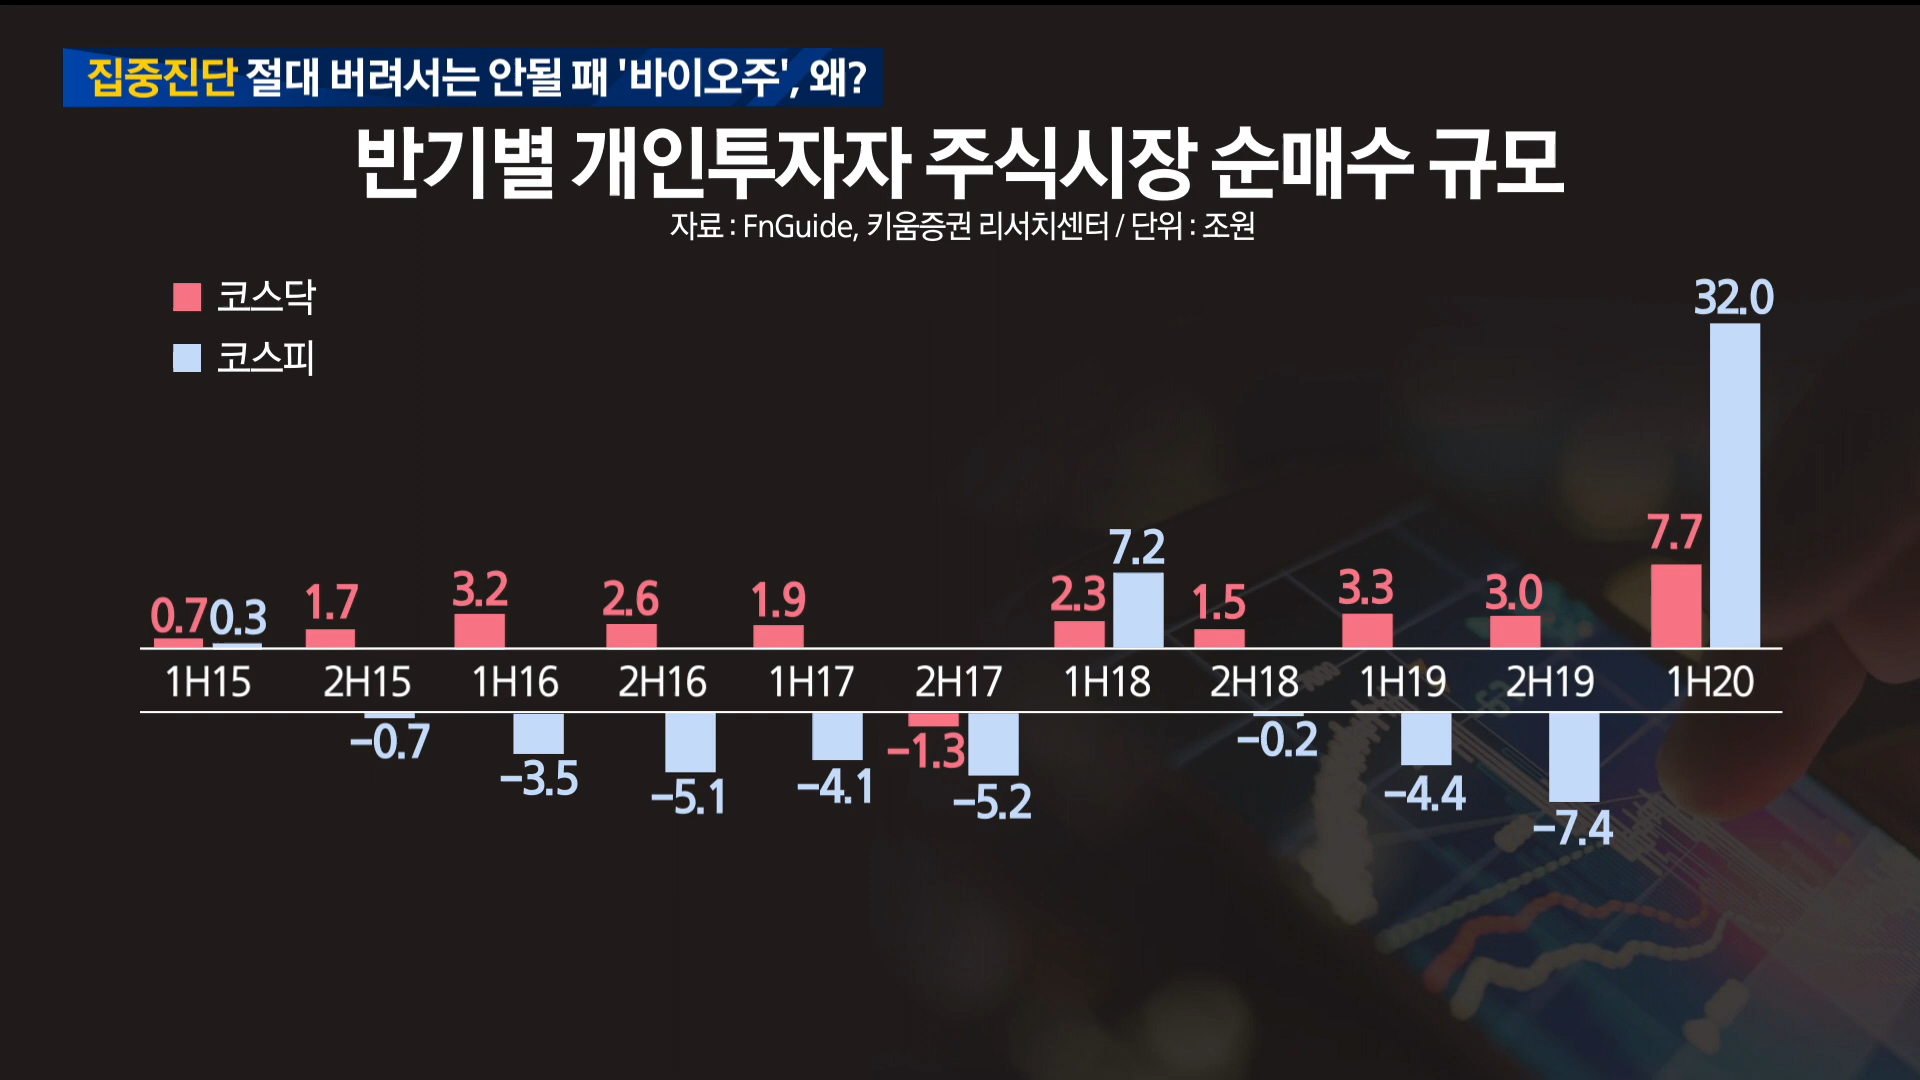 집중진단 절대 버려서는 안될 패 '바이오주', 왜?
반기별 개인투자자 주식시장 순매수 규모
자료 : FnGuide, 키움증권 리서치센터 / 단위 : 조원
코스닥
코스피
32.0
7.7
7.2
0.7 0.3 1.7 3.2 2.6 1.9 2.3 1.5 3.3 3.0
1H15 2H15 1H16 2H16 1H17 2H17 1H18 2H18 1H19 2H19 1H20
-0.7 -3.5 -5.1 -4.1 -1.3 -5.2 -0.2 -4.4 -7.4